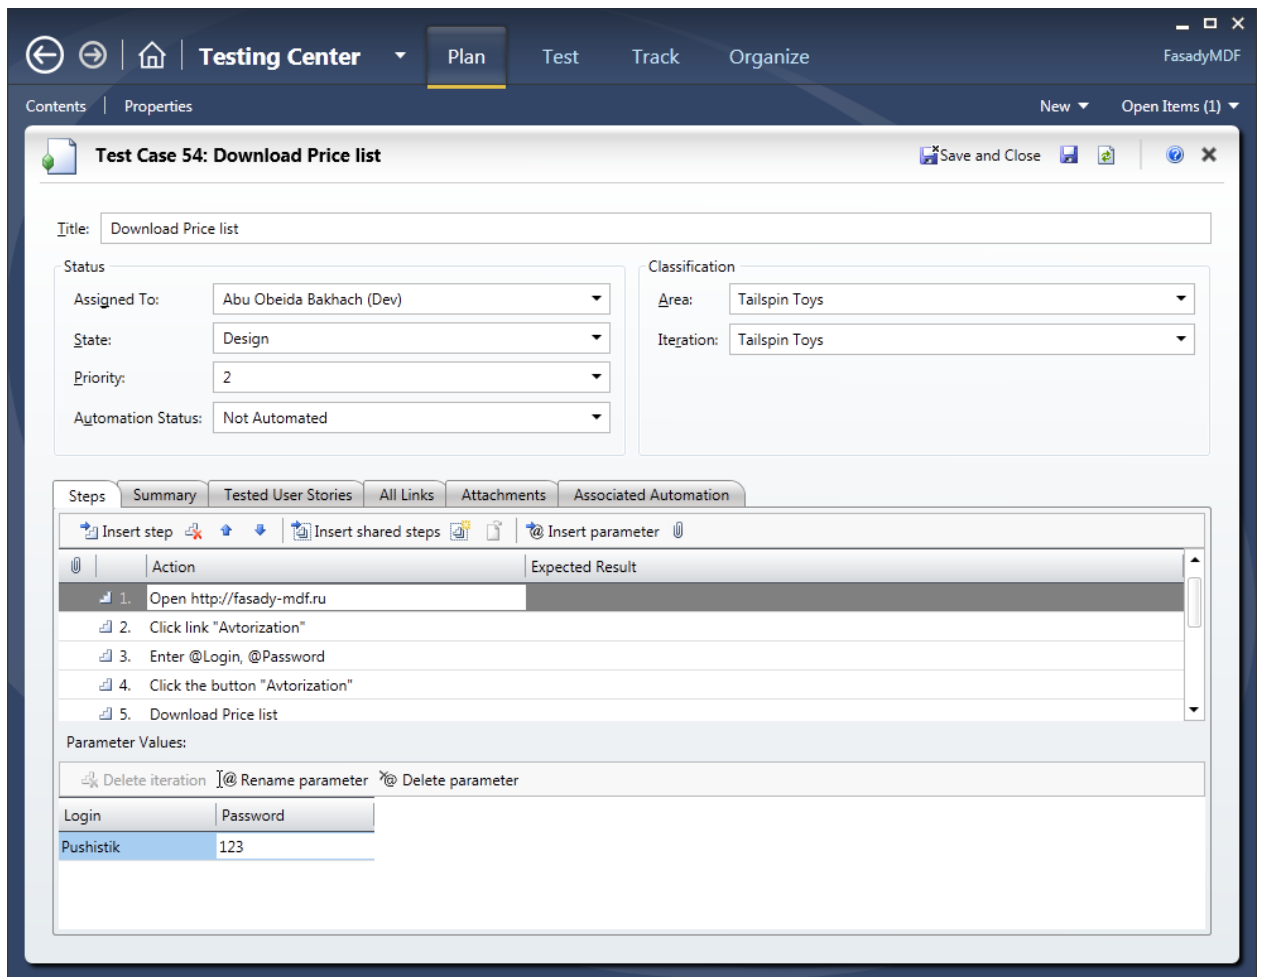 Testing Center Plan Test Track Organize FasadyMDF
Contents Properties New Open Items (1)
Test Case 54: Download Price list Save and Close
Title: Download Price list
Status Classification
Assigned To: Abu Obeida Bakhach (Dev) Area: Tailspin Toys
State: Design Iteration: Tailspin Toys
Priority: 2
Automation Status: Not Automated
Steps Summary Tested User Stories All Links Attachments Associated Automation
Insert step Insert shared steps Insert parameter
Action Expected Result
1. Open http://fasady-mdf.ru
2. Click link "Avtorization"
3. Enter @Login, @Password
4. Click the button "Avtorization"
5. Download Price list
Parameter Values:
Delete iteration Rename parameter Delete parameter
Login Password
Pushistik 123